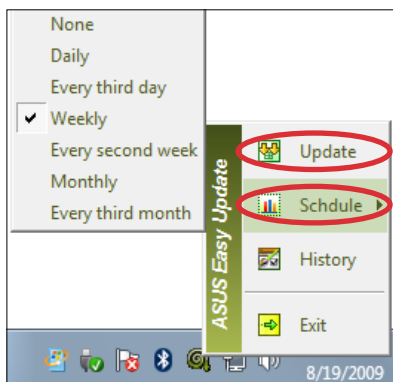 None
Daily
Every third day
Weekly
Every second week
Monthly
Every third month
ASUS Easy Update
Update
Schdule
History
Exit
8/19/2009